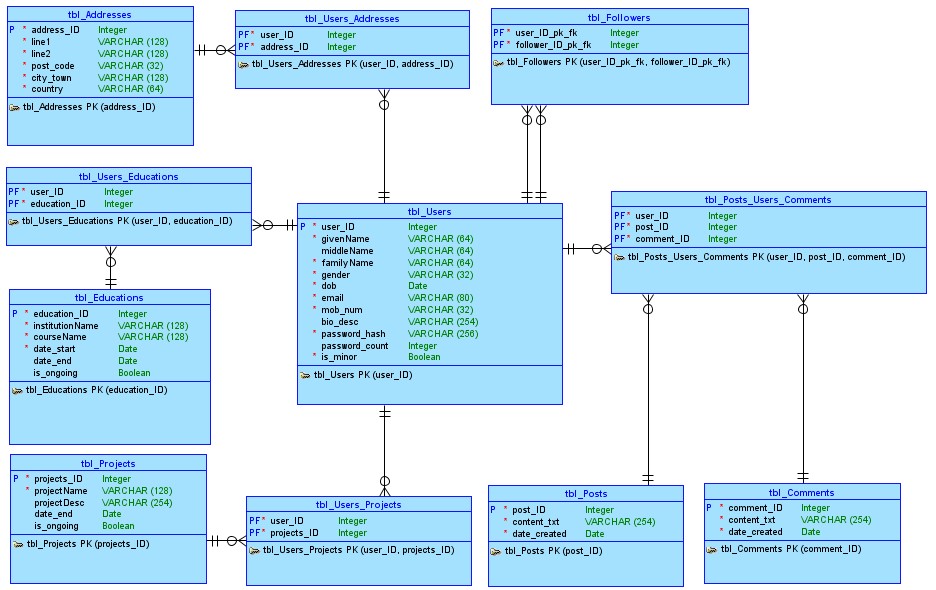 tbl_Addresses
P * address_ID Integer
* line1 VARCHAR (128)
* line2 VARCHAR (128)
* post_code VARCHAR (32)
* city_town VARCHAR (128)
* country VARCHAR (64)
tbl_Addresses PK (address_ID)
tbl_Users_Addresses
PF* user_ID Integer
PF* address_ID Integer
tbl_Users_Addresses PK (user_ID, address_ID)
tbl_Followers
PF* user_ID_pk_fk Integer
PF* follower_ID_pk_fk Integer
tbl_Followers PK (user_ID_pk_fk, follower_ID_pk_fk)
tbl_Users_Educations
PF* user_ID Integer
PF* education_ID Integer
tbl_Users_Educations PK (user_ID, education_ID)
tbl_Users
P * user_ID Integer
* givenName VARCHAR (64)
middleName VARCHAR (64)
* familyName VARCHAR (64)
* gender VARCHAR (32)
* dob Date
* email VARCHAR (80)
* mob_num VARCHAR (32)
bio_desc VARCHAR (254)
* password_hash VARCHAR (256)
password_count Integer
* is_minor Boolean
tbl_Users PK (user_ID)
tbl_Posts_Users_Comments
PF* user_ID Integer
PF* post_ID Integer
PF* comment_ID Integer
tbl_Posts_Users_Comments PK (user_ID, post_ID, comment_ID)
tbl_Educations
P * education_ID Integer
* institutionName VARCHAR (128)
* courseName VARCHAR (128)
* date_start Date
date_end Date
is_ongoing Boolean
tbl_Educations PK (education_ID)
tbl_Projects
P * projects_ID Integer
* projectName VARCHAR (128)
projectDesc VARCHAR (254)
date_end Date
is_ongoing Boolean
tbl_Projects PK (projects_ID)
tbl_Users_Projects
PF* user_ID Integer
PF* projects_ID Integer
tbl_Users_Projects PK (user_ID, projects_ID)
tbl_Posts
P * post_ID Integer
* content_txt VARCHAR (254)
* date_created Date
tbl_Posts PK (post_ID)
tbl_Comments
P * comment_ID Integer
* content_txt VARCHAR (254)
* date_created Date
tbl_Comments PK (comment_ID)